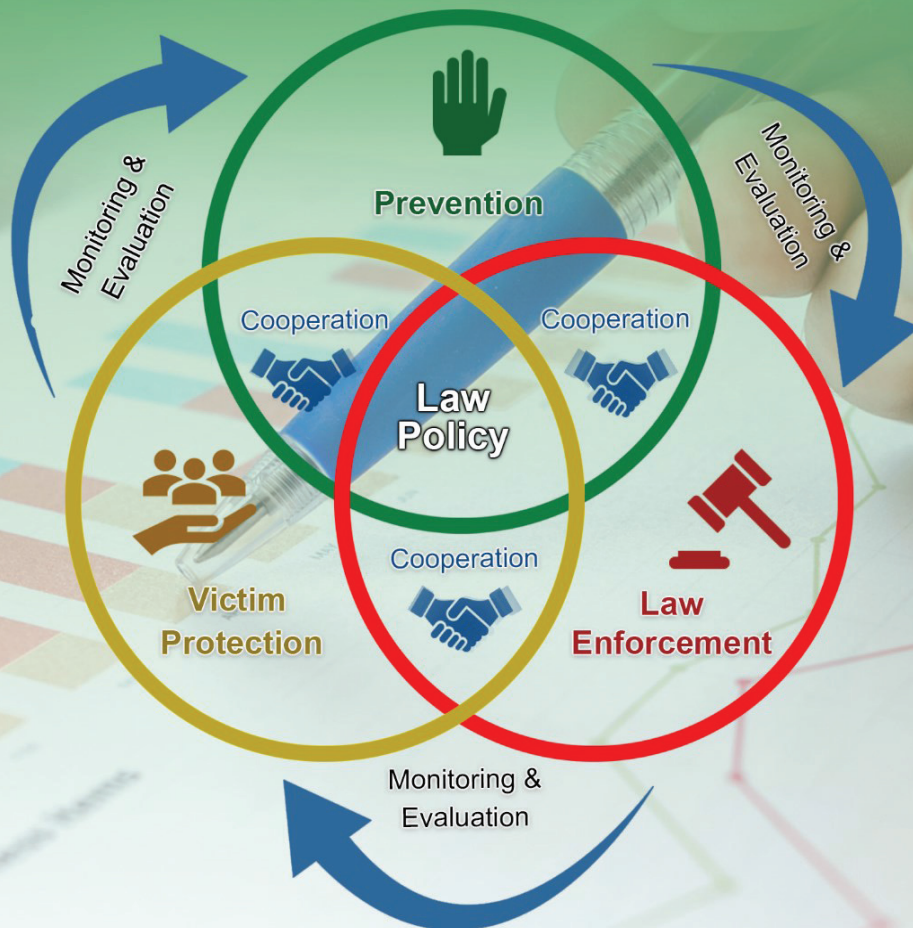 Prevention
Monitoring &
Evaluation
Monitoring &
Evaluation
Cooperation
Cooperation
Law
Policy
Cooperation
Victim
Protection
Law
Enforcement
Monitoring &
Evaluation